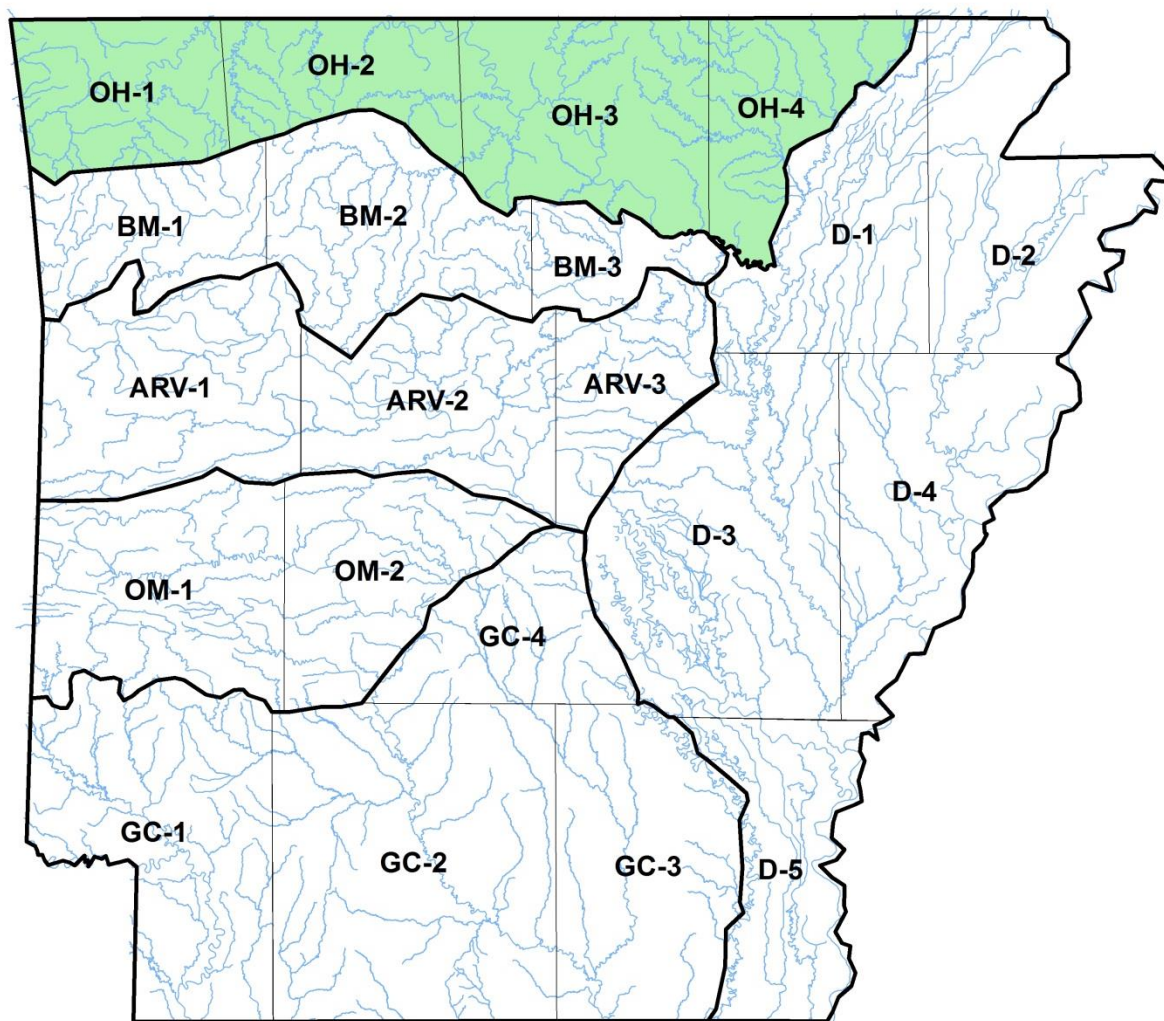 OH-1
OH-2
OH-3
OH-4
BM-1
BM-2
BM-3
D-1
D-2
ARV-1
ARV-2
ARV-3
D-3
D-4
OM-1
OM-2
GC-4
GC-1
GC-2
GC-3
D-5